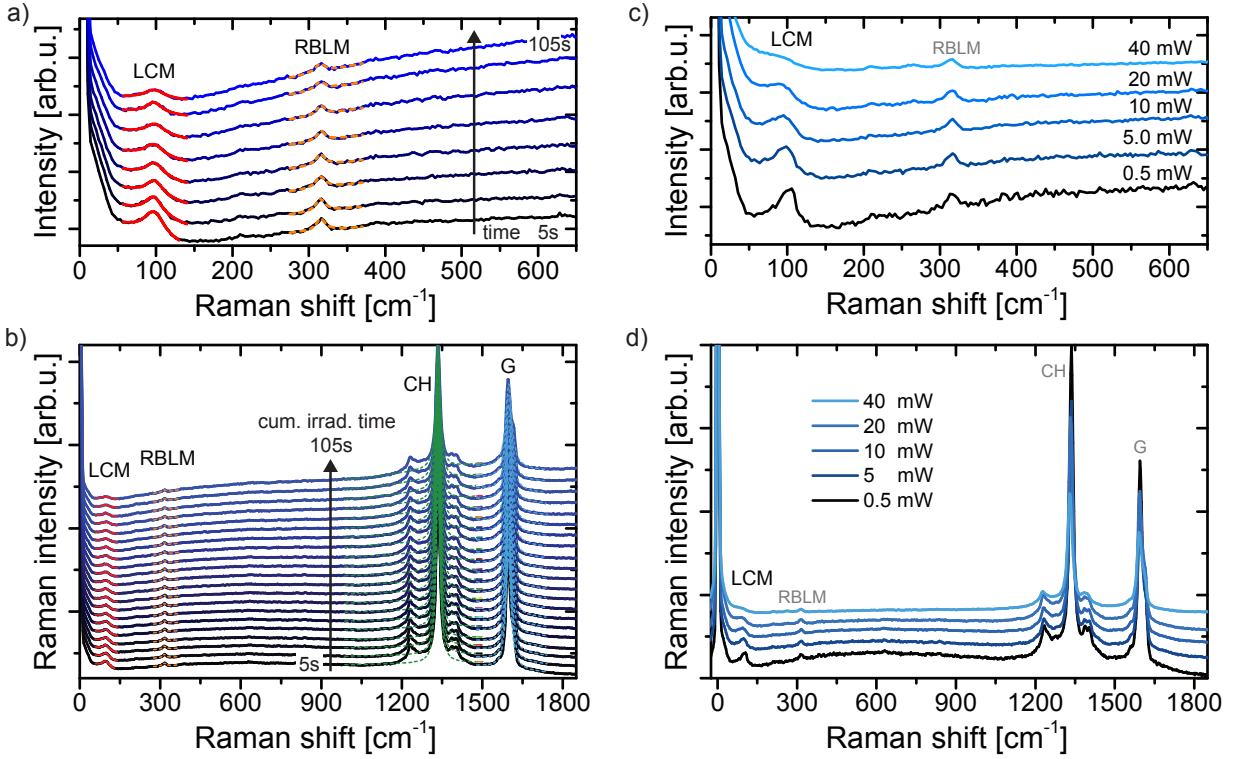 a)
LCM
RBLM
105s
time
5s
Intensity [arb.u.]
0 100 200 300 400 500 600
Raman shift [cm-1]
c)
LCM
RBLM
40 mW
20 mW
10 mW
5.0 mW
0.5 mW
Intensity [arb.u.]
0 100 200 300 400 500 600
Raman shift [cm-1]
b)
CH
G
cum. irrad. time
105s
LCM
RBLM
5s
Raman intensity [arb.u.]
0 300 600 900 1200 1500 1800
Raman shift [cm-1]
d)
CH
G
40 mW
20 mW
10 mW
5 mW
0.5 mW
LCM
RBLM
Raman intensity [arb.u.]
0 300 600 900 1200 1500 1800
Raman shift [cm-1]